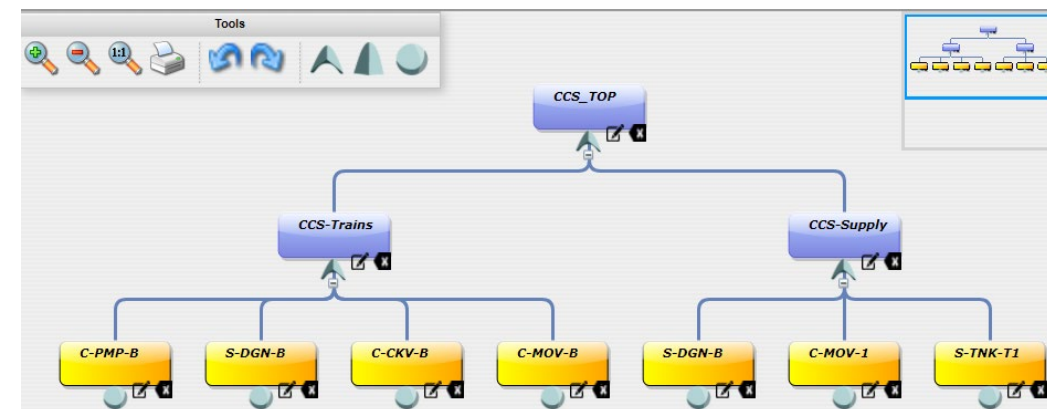 Tools
1:1
CCS_TOP
CCS-Trains
CCS-Supply
C-PMP-B
S-DGN-B
C-CKV-B
C-MOV-B
S-DGN-B
C-MOV-1
S-TNK-T1